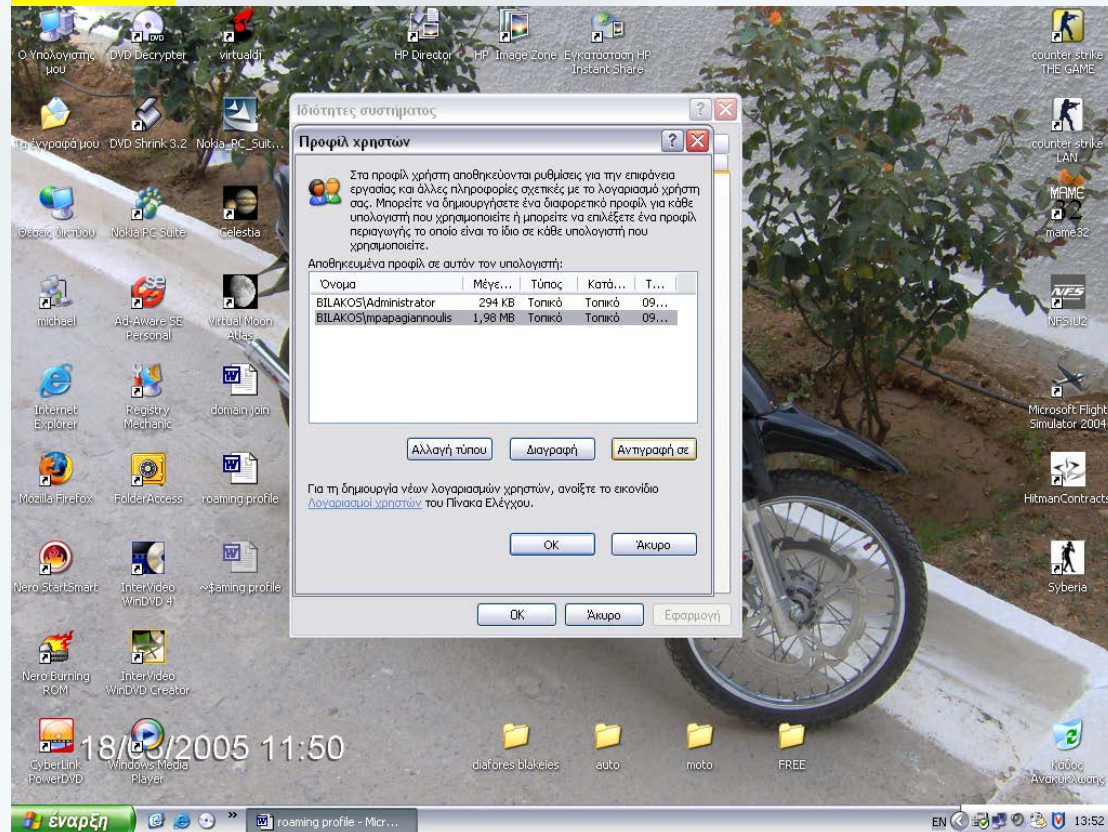 Ο Υπολογιστής μου
DVD Decrypter
virtualdj
HP Director
HP Image Zone
Εγκατάσταση HP Instant Share
counter strike THE GAME
Τα έγγραφά μου
DVD Shrink 3.2
Nokia_PC_Suit...
counter strike LAN
Θέσεις δικτύου
Nokia PC Suite
Celestia
mame32
michael
Ad-Aware SE Personal
Virtual Moon Atlas
NFS:U2
Internet Explorer
Registry Mechanic
domain join
Microsoft Flight Simulator 2004
Mozilla Firefox
FolderAccess
roaming profile
HitmanContracts
Nero StartSmart
InterVideo WinDVD 4
~$aming profile
Syberia
Nero Burning ROM
InterVideo WinDVD Creator
CyberLink PowerDVD
Windows Media Player
diafores blakeies
auto
moto
FREE
Κάδος Ανακύκλωσης
Ιδιότητες συστήματος
Προφίλ χρηστών
Στα προφίλ χρήστη αποθηκεύονται ρυθμίσεις για την επιφάνεια
εργασίας και άλλες πληροφορίες σχετικές με το λογαριασμό χρήστη
σας. Μπορείτε να δημιουργήσετε ένα διαφορετικό προφίλ για κάθε
υπολογιστή που χρησιμοποιείτε ή μπορείτε να επιλέξετε ένα προφίλ
περιαγωγής το οποίο είναι το ίδιο σε κάθε υπολογιστή που
χρησιμοποιείτε.
Αποθηκευμένα προφίλ σε αυτόν τον υπολογιστή:
Όνομα Μέγε... Τύπος Κατά... Τ...
BILAKOS\Administrator 294 KB Τοπικό Τοπικό 09...
BILAKOS\mpapagiannoulis 1,98 MB Τοπικό Τοπικό 09...
Αλλαγή τύπου Διαγραφή Αντιγραφή σε
Για τη δημιουργία νέων λογαριασμών χρηστών, ανοίξτε το εικονίδιο
Λογαριασμοί χρηστών του Πίνακα Ελέγχου.
OK Άκυρο
OK Άκυρο Εφαρμογή
11:50
έναρξη
roaming profile - Micr...
EN 13:52